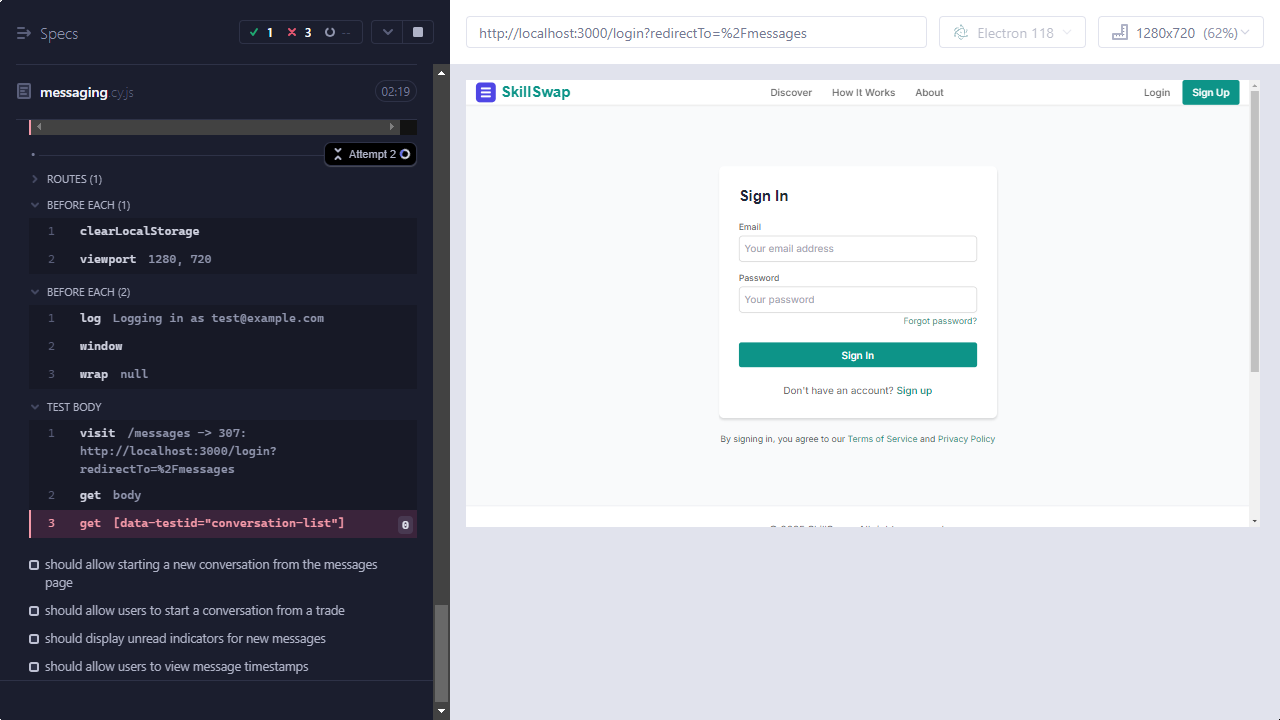 Specs
1
3
--
messaging.cy.js
02:19
Attempt 2
ROUTES (1)
BEFORE EACH (1)
1 clearLocalStorage
2 viewport 1280, 720
BEFORE EACH (2)
1 log Logging in as test@example.com
2 window
3 wrap null
TEST BODY
1 visit /messages -> 307:
http://localhost:3000/login?
redirectTo=%2Fmessages
2 get body
3 get [data-testid="conversation-list"] 0
should allow starting a new conversation from the messages
page
should allow users to start a conversation from a trade
should display unread indicators for new messages
should allow users to view message timestamps
http://localhost:3000/login?redirectTo=%2Fmessages
Electron 118
1280x720 (62%)
SkillSwap
Discover
How It Works
About
Login
Sign Up
Sign In
Email
Your email address
Password
Your password
Forgot password?
Sign In
Don't have an account? Sign up
By signing in, you agree to our Terms of Service and Privacy Policy